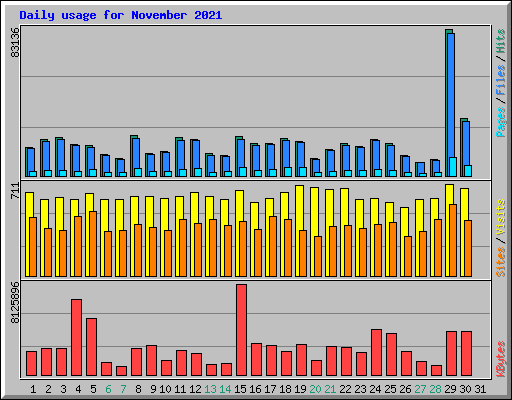 Daily usage for November 2021
83136
Pages / Files / Hits
711
Sites / Visits
8125896
KBytes
1 2 3 4 5 6 7 8 9 10 11 12 13 14 15 16 17 18 19 20 21 22 23 24 25 26 27 28 29 30 31